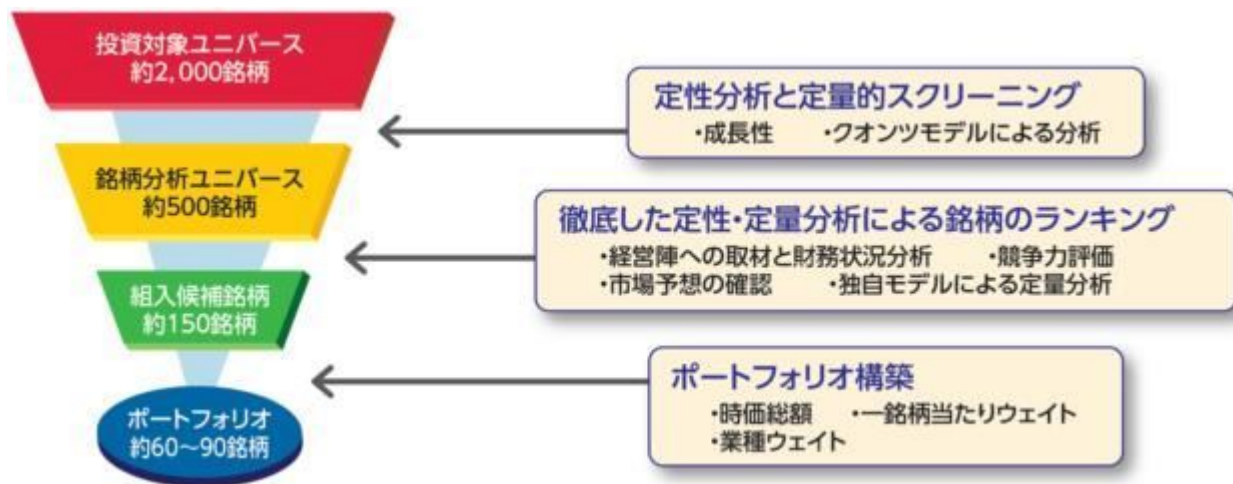 投資対象ユニバース
約2,000銘柄
定性分析と定量的スクリーニング
・成長性 ・クオンツモデルによる分析
銘柄分析ユニバース
約500銘柄
徹底した定性・定量分析による銘柄のランキング
・経営陣への取材と財務状況分析 ・競争力評価
・市場予想の確認 ・独自モデルによる定量分析
組入候補銘柄
約150銘柄
ポートフォリオ構築
・時価総額 ・一銘柄当たりウェイト
・業種ウェイト
ポートフォリオ
約60〜90銘柄